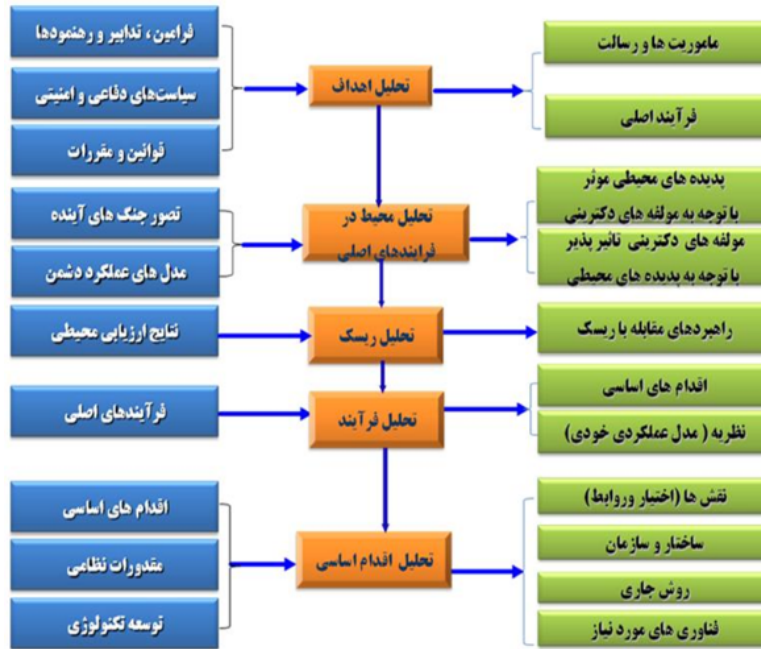 فرامین ، تدابیر و رهنمودها
سیاست‌های دفاعی و امنیتی
قوانین و مقررات
تحلیل اهداف
ماموریت ها و رسالت
فرآیند اصلی
تصور جنگ های آینده
مدل های عملکرد دشمن
تحلیل محیط در
فرایندهای اصلی
پدیده های محیطی موثر
با توجه به مولفه های دکترینی
مولفه های دکترینی تاثیر پذیر
با توجه به پدیده های محیطی
نتایج ارزیابی محیطی
تحلیل ریسک
راهبردهای مقابله با ریسک
فرآیندهای اصلی
تحلیل فرآیند
اقدام های اساسی
نظریه ( مدل عملکردی خودی)
اقدام های اساسی
مقدورات نظامی
توسعه تکنولوژی
تحلیل اقدام اساسی
نقش ها (اختیار وروابط)
ساختار و سازمان
روش جاری
فناوری های مورد نیاز